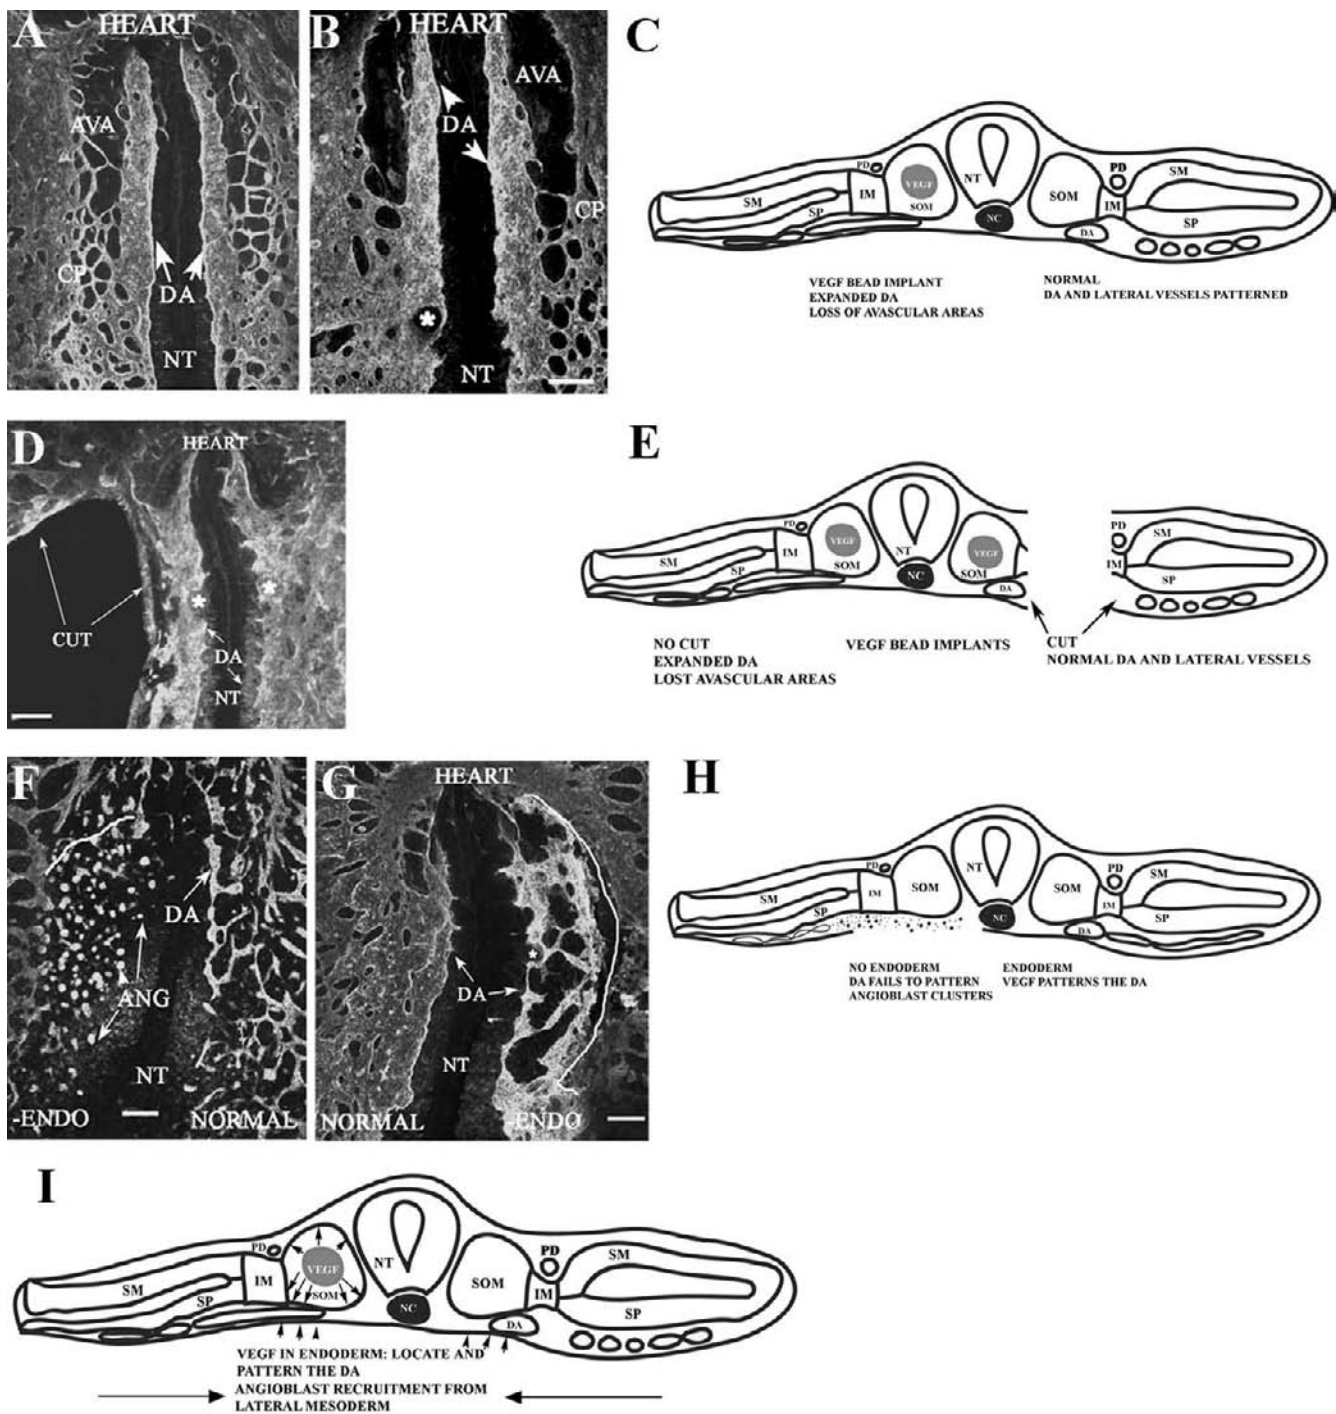 A
HEART
AVA
CP
DA
NT
B
HEART
AVA
DA
CP
*
NT
C
PD
VEGF
SOM
NT
NC
SOM
PD
SM
IM
SM
SP
IM
DA
SP
VEGF BEAD IMPLANT
EXPANDED DA
LOSS OF AVASCULAR AREAS
NORMAL
DA AND LATERAL VESSELS PATTERNED
D
HEART
CUT
*
*
DA
NT
E
PD
VEGF
SOM
NT
NC
VEGF
SOM
DA
SM
IM
SP
PD
SM
IM
SP
NO CUT
EXPANDED DA
LOST AVASCULAR AREAS
VEGF BEAD IMPLANTS
CUT
NORMAL DA AND LATERAL VESSELS
F
DA
ANG
NT
-ENDO
NORMAL
G
HEART
*
DA
NT
NORMAL
-ENDO
H
PD
SM
IM
SP
SOM
NT
NC
SOM
PD
IM
DA
SM
SP
NO ENDODERM
DA FAILS TO PATTERN
ANGIOBLAST CLUSTERS
ENDODERM
VEGF PATTERNS THE DA
I
PD
SM
IM
SP
VEGF
SOM
NT
NC
SOM
PD
IM
DA
SM
SP
VEGF IN ENDODERM: LOCATE AND
PATTERN THE DA
ANGIOBLAST RECRUITMENT FROM
LATERAL MESODERM